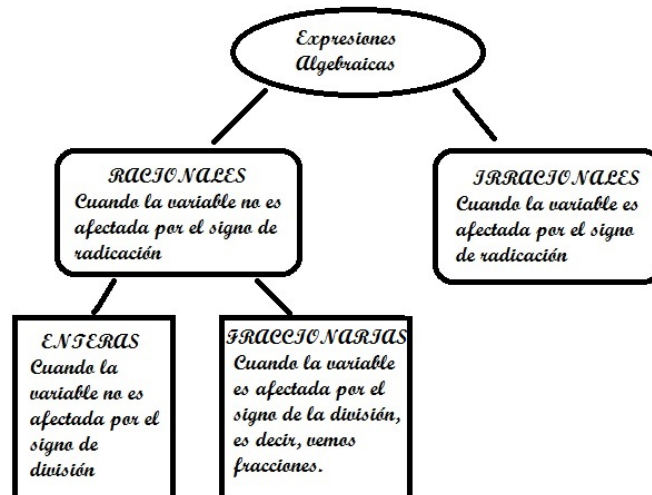 Expresiones
Algebraicas
RACIONALES
Cuando la variable no es
afectada por el signo de
radicación
IRRACIONALES
Cuando la variable es
afectada por el signo
de radicación
ENTERAS
Cuando la
variable no es
afectada por el
signo de
división
FRACCIONARIAS
Cuando la variable
es afectada por el
signo de la división,
es decir, vemos
fracciones.